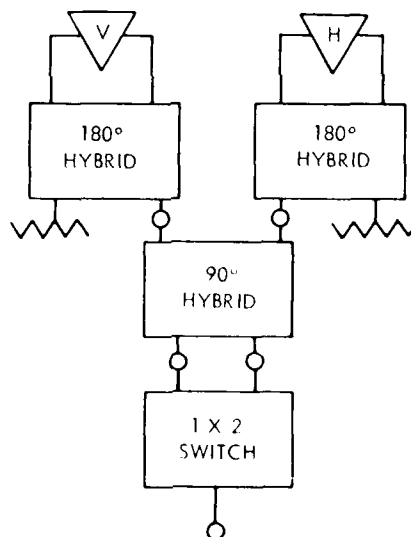 V
H
180°
HYBRID
180°
HYBRID
90°
HYBRID
1 X 2
SWITCH